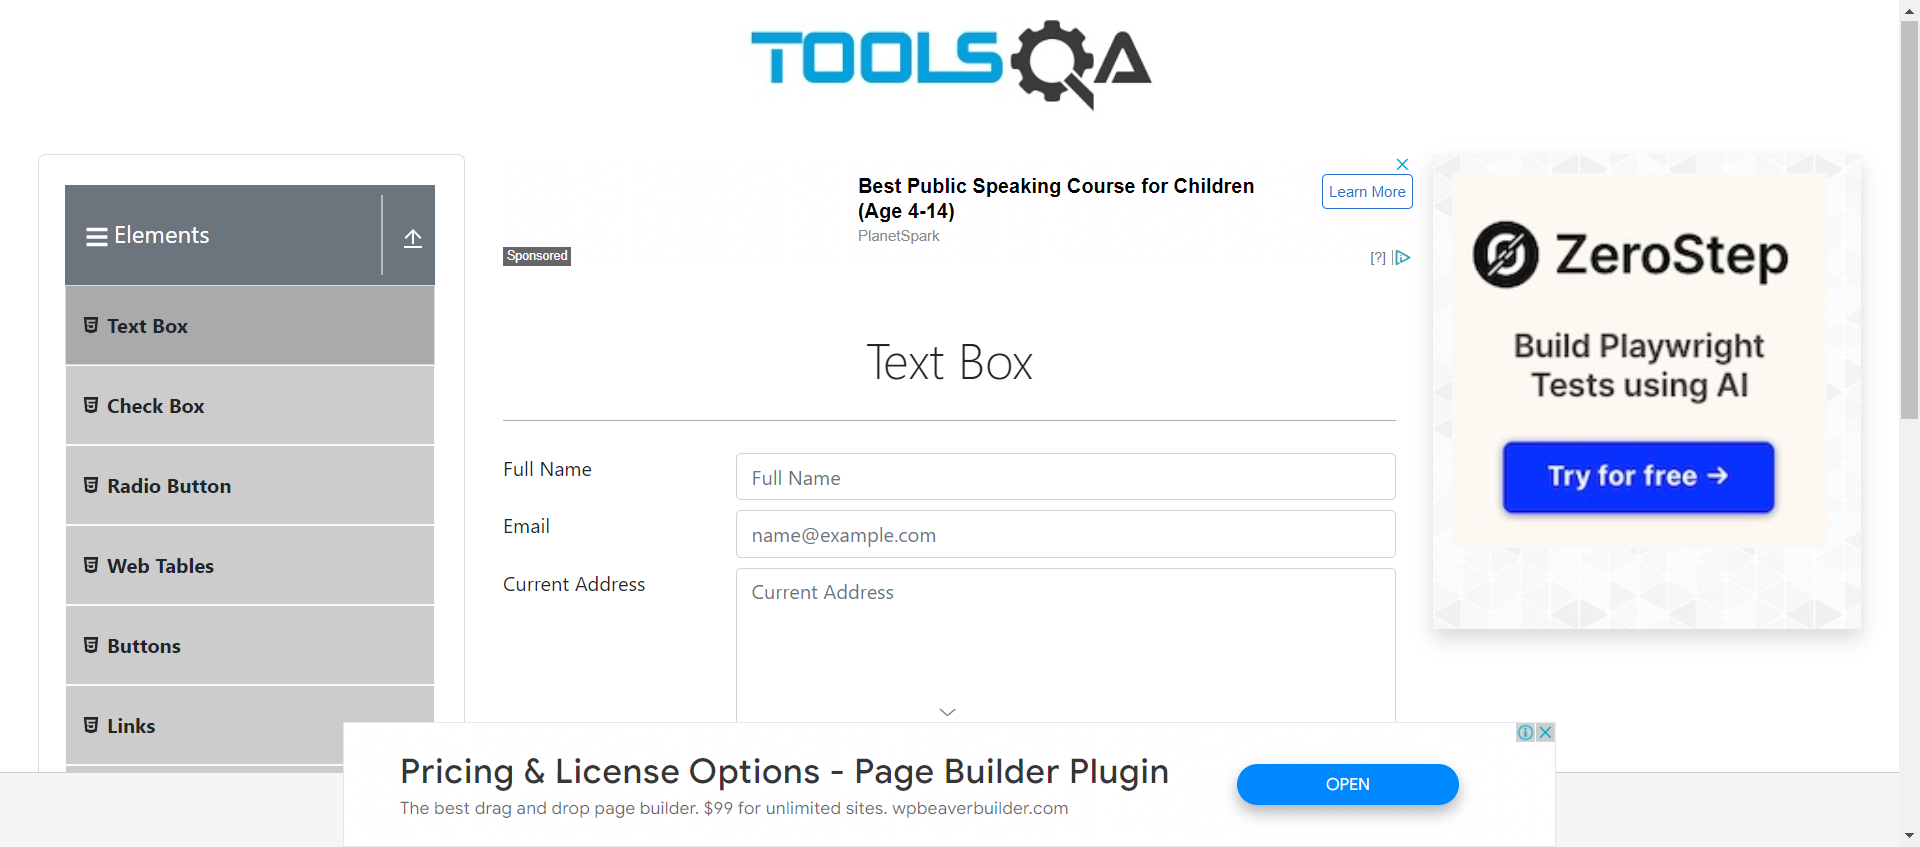 TOOLSQA
Elements
Text Box
Check Box
Radio Button
Web Tables
Buttons
Links
Best Public Speaking Course for Children
(Age 4-14)
PlanetSpark
Learn More
Sponsored
[?]
Text Box
Full Name
Full Name
Email
name@example.com
Current Address
Current Address
ZeroStep
Build Playwright
Tests using AI
Try for free →
Pricing & License Options - Page Builder Plugin
The best drag and drop page builder. $99 for unlimited sites. wpbeaverbuilder.com
OPEN